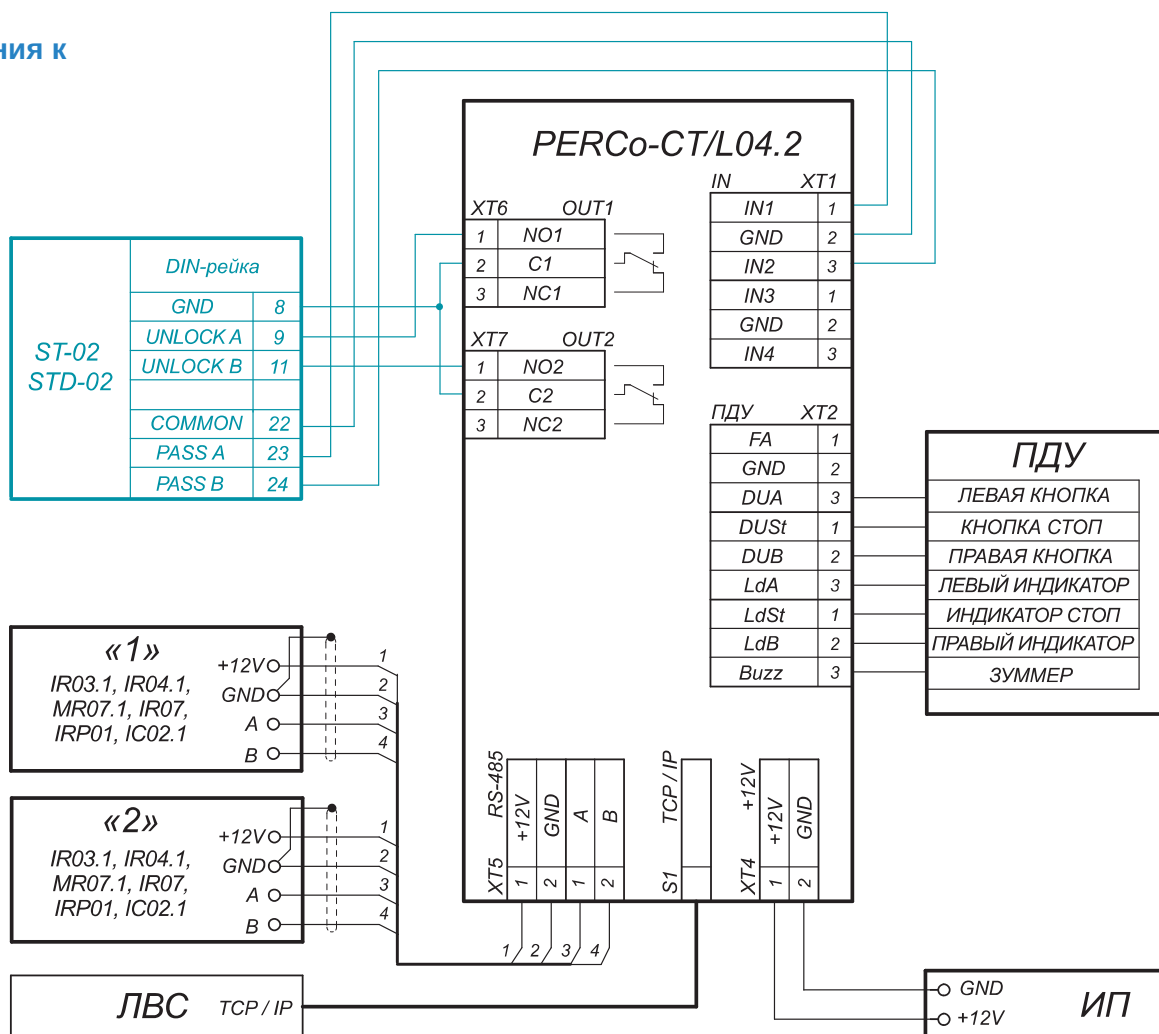 ния к
PERCo-CT/L04.2
IN XT1
IN1 1
GND 2
IN2 3
IN3 1
GND 2
IN4 3
XT6 OUT1
1 NO1
2 C1
3 NC1
XT7 OUT2
1 NO2
2 C2
3 NC2
ST-02
STD-02
DIN-рейка
GND 8
UNLOCK A 9
UNLOCK B 11
COMMON 22
PASS A 23
PASS B 24
ПДУ XT2
FA 1
GND 2
DUA 3
DUSt 1
DUB 2
LdA 3
LdSt 1
LdB 2
Buzz 3
ПДУ
ЛЕВАЯ КНОПКА
КНОПКА СТОП
ПРАВАЯ КНОПКА
ЛЕВЫЙ ИНДИКАТОР
ИНДИКАТОР СТОП
ПРАВЫЙ ИНДИКАТОР
ЗУММЕР
«1»
IR03.1, IR04.1,
MR07.1, IR07,
IRP01, IC02.1
+12V 1
GND 2
A 3
B 4
«2»
IR03.1, IR04.1,
MR07.1, IR07,
IRP01, IC02.1
+12V 1
GND 2
A 3
B 4
XT5 RS-485
1 +12V
2 GND
1 A
2 B
1 2 3 4
S1 TCP / IP
XT4 +12V
1 +12V
2 GND
ЛВС TCP / IP
GND
+12V
ИП